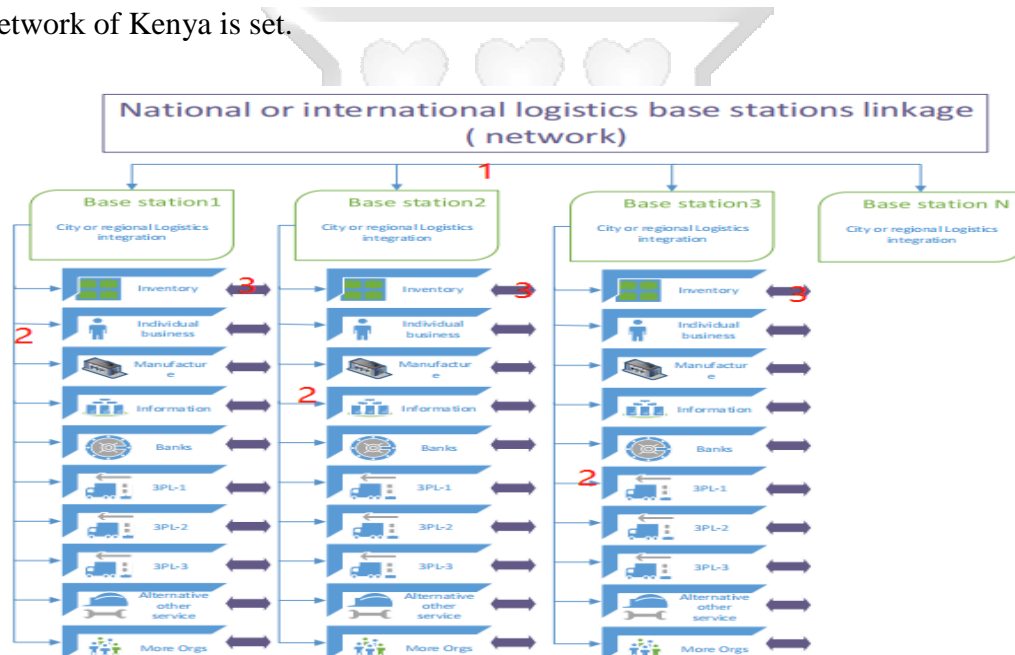 etwork of Kenya is set.
National or international logistics base stations linkage
( network)
1
Base station1
City or regional Logistics
integration
Base station2
City or regional Logistics
integration
Base station3
City or regional Logistics
integration
Base station N
City or regional Logistics
integration
Inventory
3
Individual
business
2
Manufactur
e
Information
Banks
3PL-1
3PL-2
3PL-3
Alternative
other
service
More Orgs
Inventory
3
Individual
business
Manufactur
e
2
Information
Banks
3PL-1
3PL-2
3PL-3
Alternative
other
service
More Orgs
Inventory
3
Individual
business
Manufactur
e
Information
Banks
2
3PL-1
3PL-2
3PL-3
Alternative
other
service
More Orgs